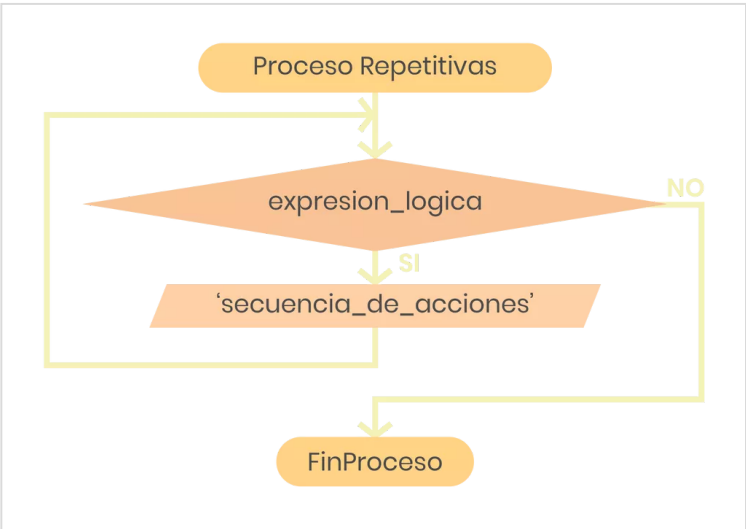 Proceso Repetitivas
expresion_logica
NO
SI
‘secuencia_de_acciones’
FinProceso